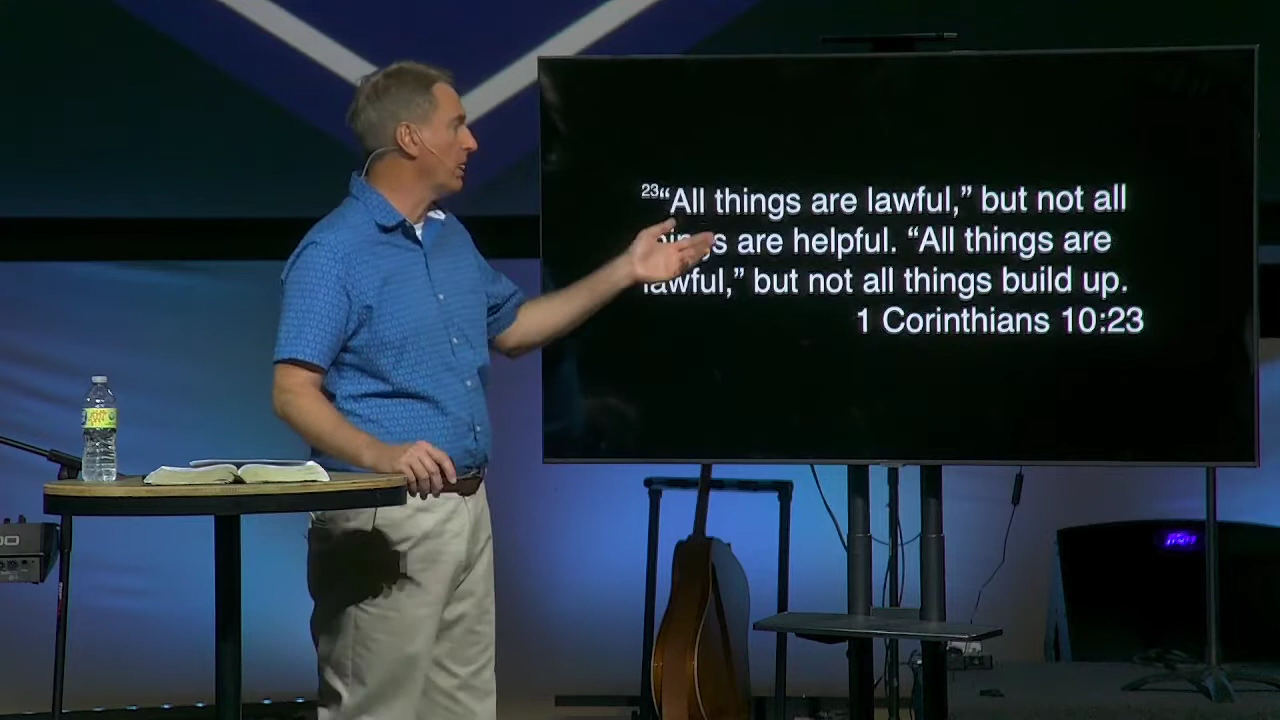 23“All things are lawful,” but not all
things are helpful. “All things are
lawful,” but not all things build up.
1 Corinthians 10:23